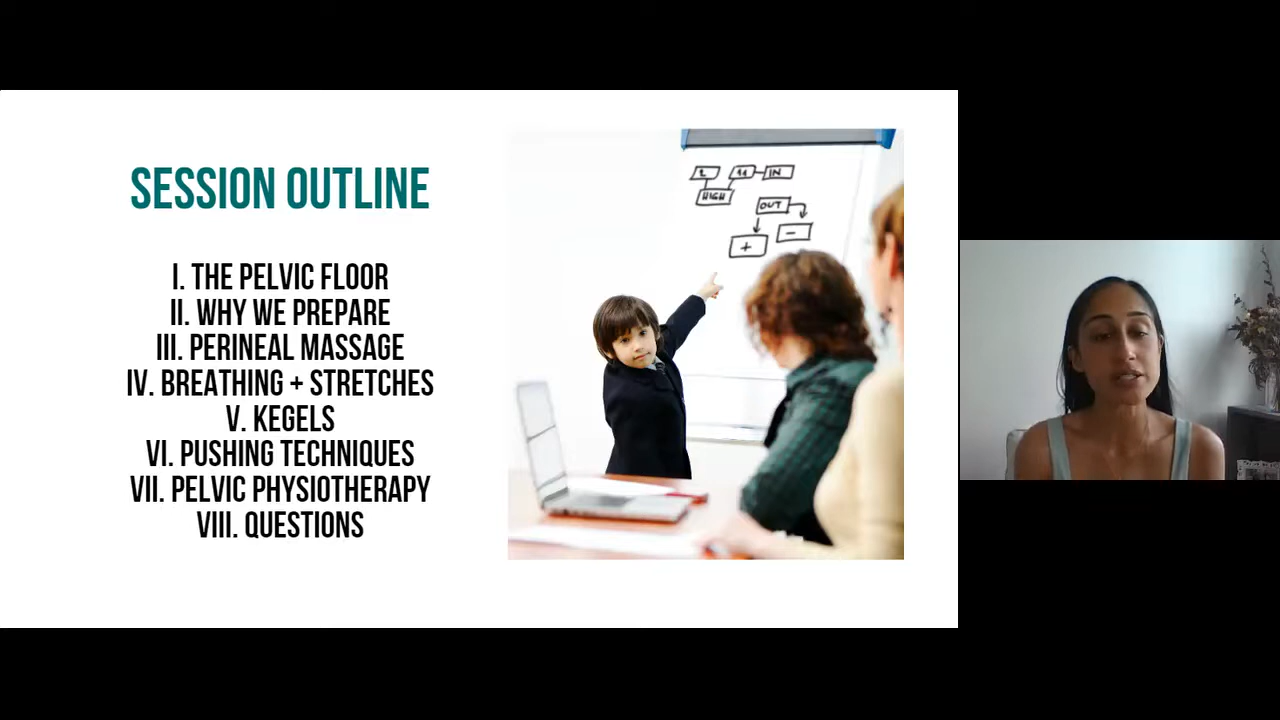 SESSION OUTLINE
I. THE PELVIC FLOOR
II. WHY WE PREPARE
III. PERINEAL MASSAGE
IV. BREATHING + STRETCHES
V. KEGELS
VI. PUSHING TECHNIQUES
VII. PELVIC PHYSIOTHERAPY
VIII. QUESTIONS
IN
HIGH
OUT
+
-